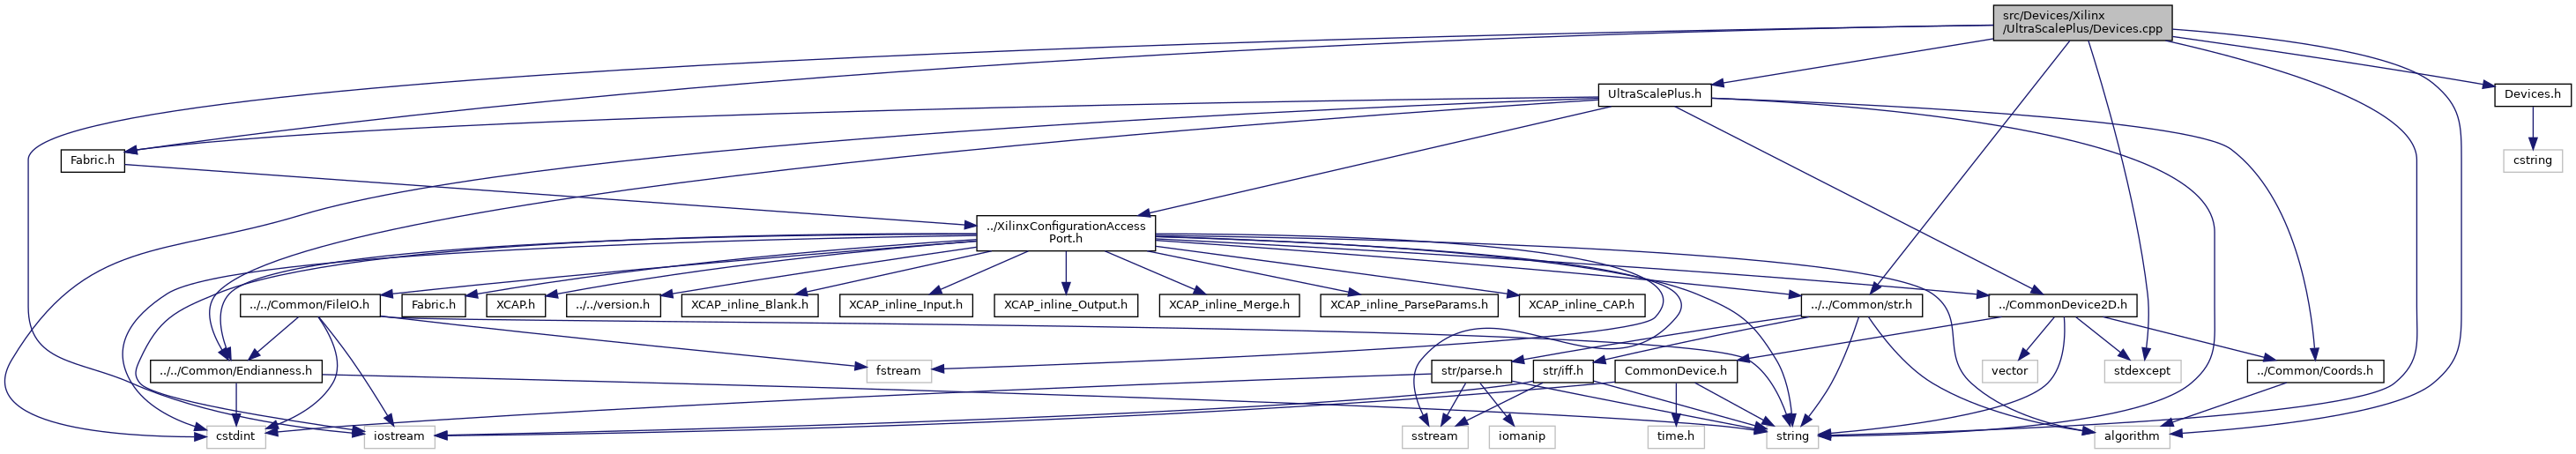 src/Devices/Xilinx
/UltraScalePlus/Devices.cpp
UltraScalePlus.h
Devices.h
Fabric.h
cstring
../XilinxConfigurationAccess
Port.h
../../Common/FileIO.h
Fabric.h
XCAP.h
../../version.h
XCAP_inline_Blank.h
XCAP_inline_Input.h
XCAP_inline_Output.h
XCAP_inline_Merge.h
XCAP_inline_ParseParams.h
XCAP_inline_CAP.h
../../Common/str.h
../CommonDevice2D.h
../../Common/Endianness.h
fstream
str/parse.h
str/iff.h
CommonDevice.h
vector
stdexcept
../Common/Coords.h
cstdint
iostream
sstream
iomanip
time.h
string
algorithm